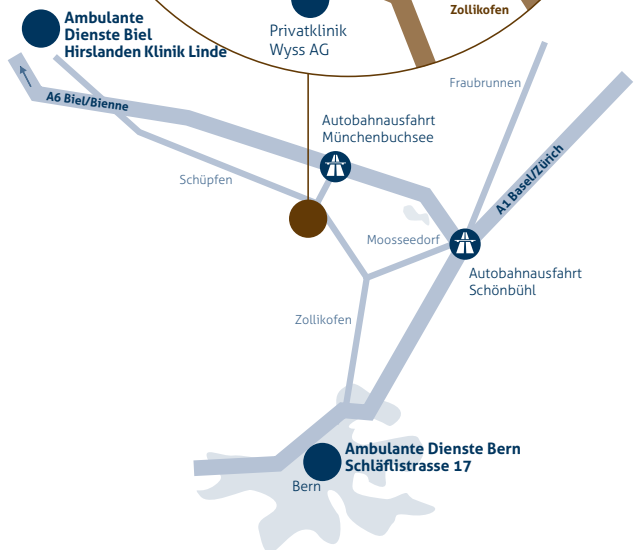 Zollikofen
Ambulante
Dienste Biel
Hirslanden Klinik Linde
Privatklinik
Wyss AG
Fraubrunnen
A6 Biel/Bienne
Autobahnausfahrt
Münchenbuchsee
A1 Basel/Zürich
Schüpfen
Moosseedorf
Autobahnausfahrt
Schönbühl
Zollikofen
Ambulante Dienste Bern
Schläflistrasse 17
Bern